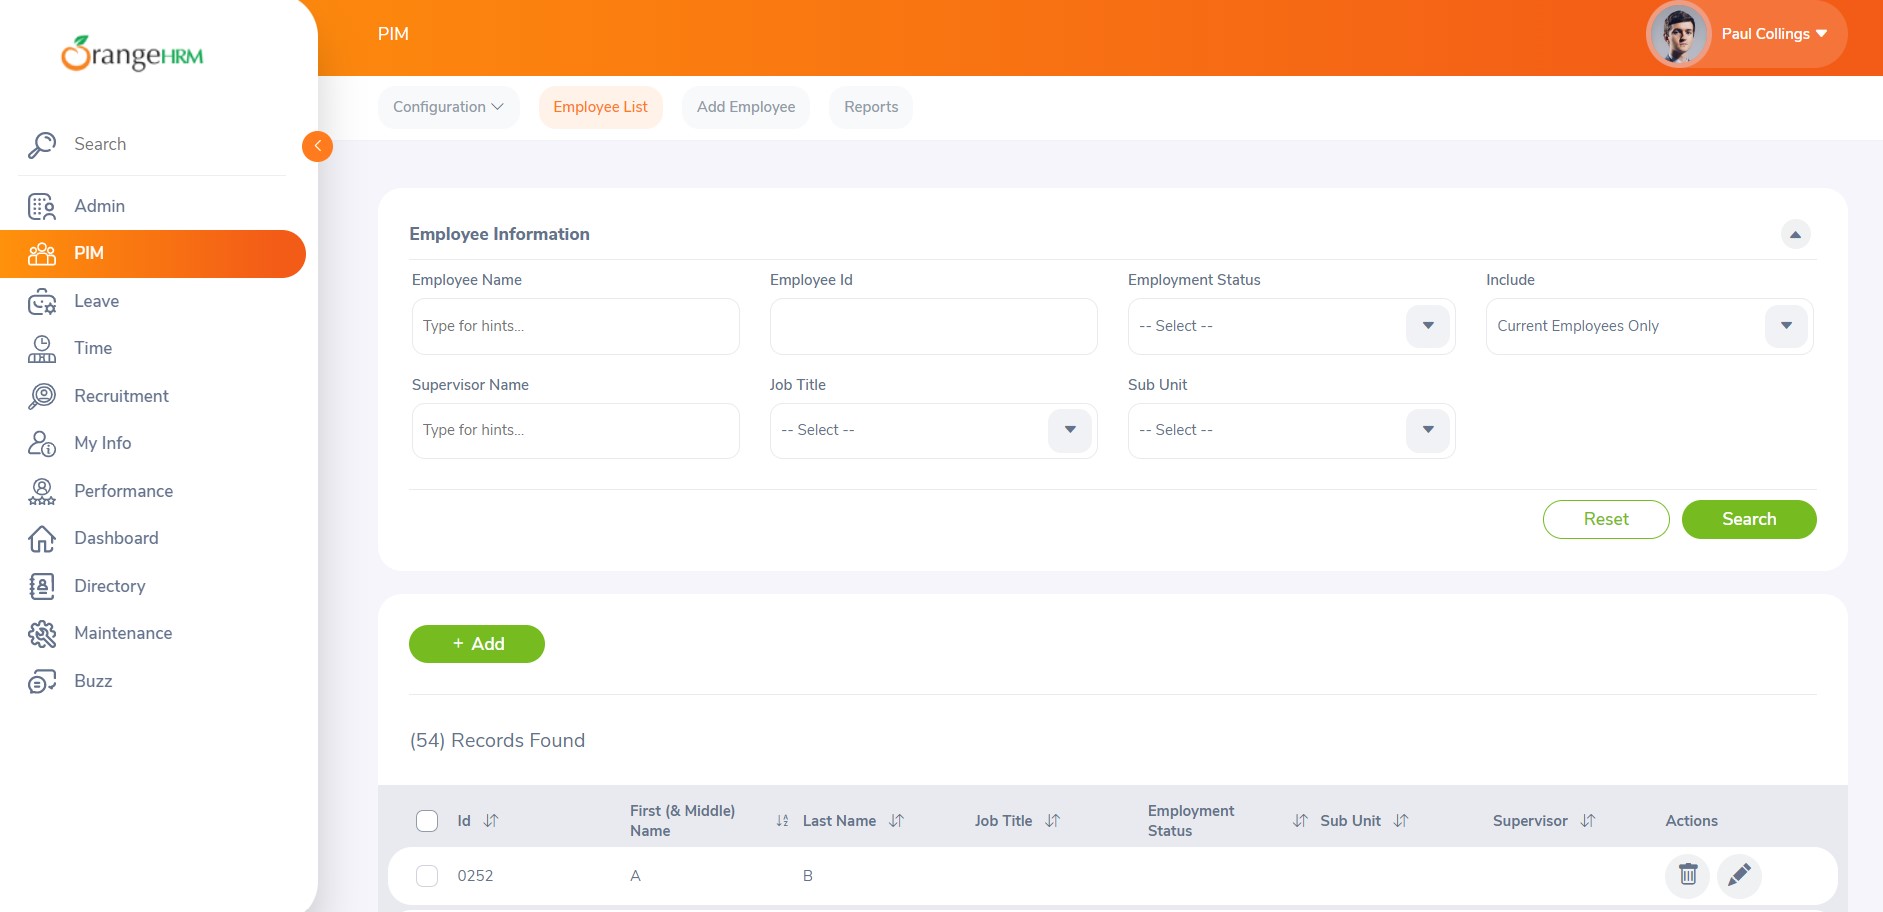 OrangeHRM
PIM
Paul Collings
Configuration
Employee List
Add Employee
Reports
Search
Admin
PIM
Leave
Time
Recruitment
My Info
Performance
Dashboard
Directory
Maintenance
Buzz
Employee Information
Employee Name
Employee Id
Employment Status
Include
Type for hints...
-- Select --
Current Employees Only
Supervisor Name
Job Title
Sub Unit
Type for hints...
-- Select --
-- Select --
Reset
Search
+ Add
(54) Records Found
Id
First (& Middle)
Name
Last Name
Job Title
Employment
Status
Sub Unit
Supervisor
Actions
0252
A
B